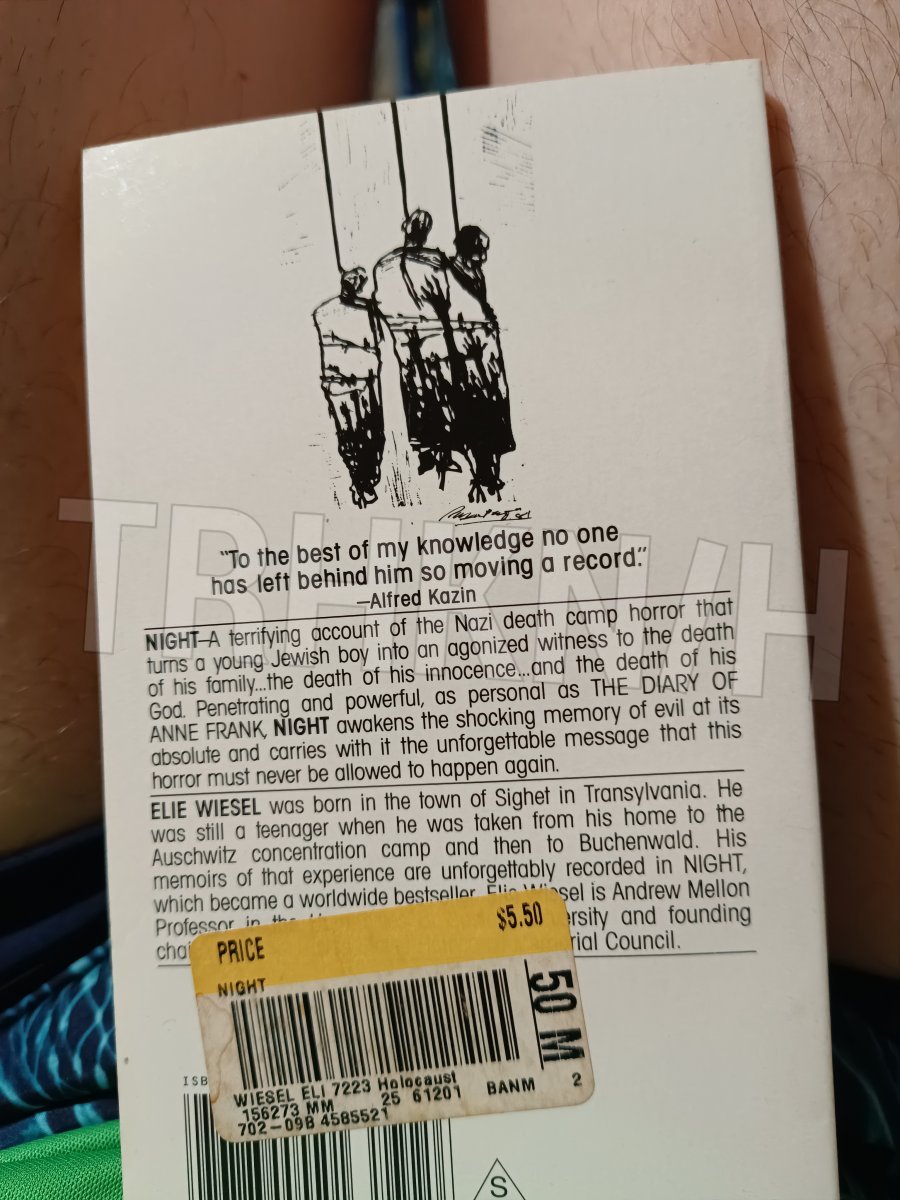 "To the best of my knowledge no one
has left behind him so moving a record."
—Alfred Kazin
NIGHT—A terrifying account of the Nazi death camp horror that
turns a young Jewish boy into an agonized witness to the death
of his family...the death of his innocence...and the death of his
God. Penetrating and powerful, as personal as THE DIARY OF
ANNE FRANK, NIGHT awakens the shocking memory of evil at its
absolute and carries with it the unforgettable message that this
horror must never be allowed to happen again.
ELIE WIESEL was born in the town of Sighet in Transylvania. He
was still a teenager when he was taken from his home to the
Auschwitz concentration camp and then to Buchenwald. His
memoirs of that experience are unforgettably recorded in NIGHT,
which became a worldwide bestseller. Elie Wiesel is Andrew Mellon
Professor in the ersity and founding
chai rial Council.
PRICE $5.50
NIGHT
50 M
WIESEL ELI 7223 Holocaust
156273 MM 25 61201 BANM 2
702-09B 4585521
ISB
S